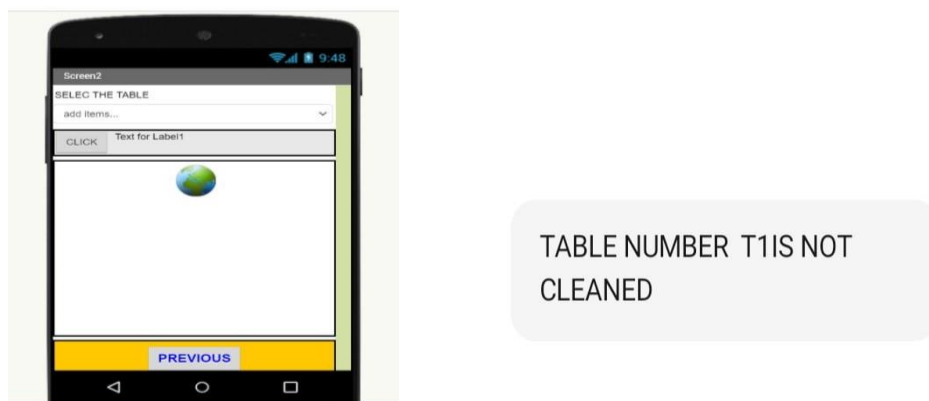 9:48
Screen2
SELEC THE TABLE
add items...
CLICK Text for Label1
PREVIOUS
TABLE NUMBER T1IS NOT
CLEANED